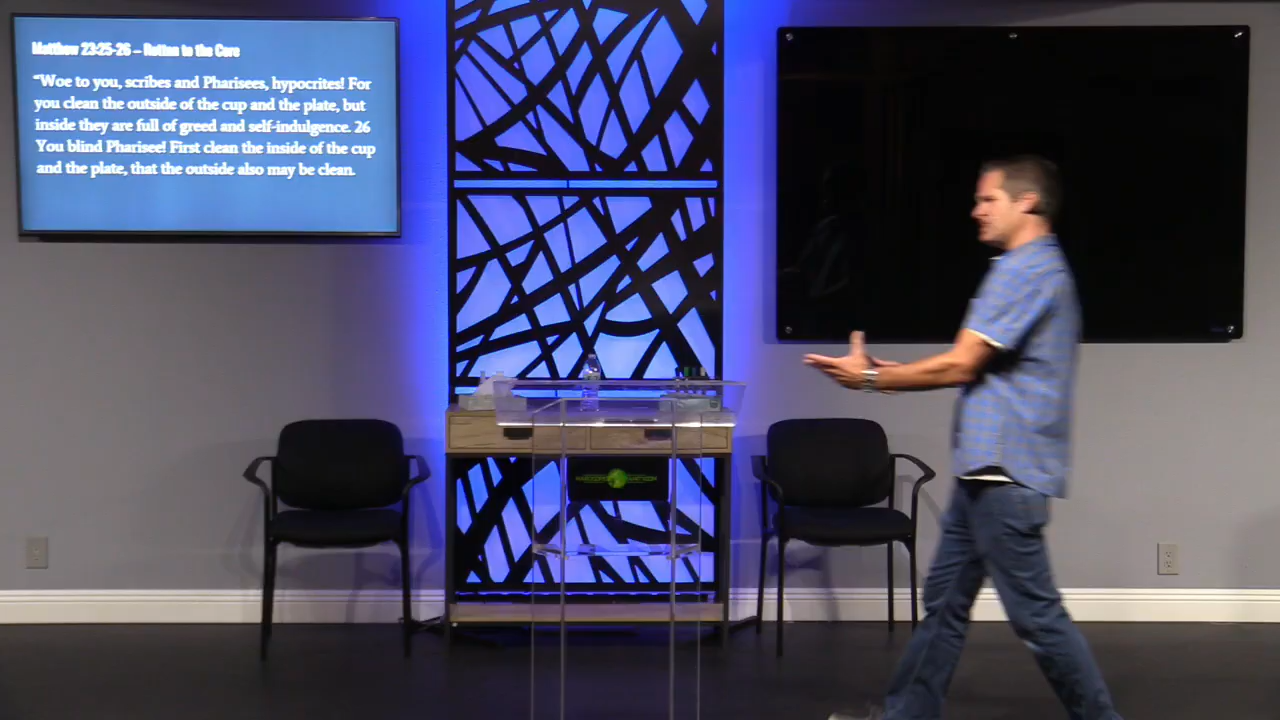 Matthew 23:25-26 – Rotten to the Core
“Woe to you, scribes and Pharisees, hypocrites! For
you clean the outside of the cup and the plate, but
inside they are full of greed and self-indulgence. 26
You blind Pharisee! First clean the inside of the cup
and the plate, that the outside also may be clean.